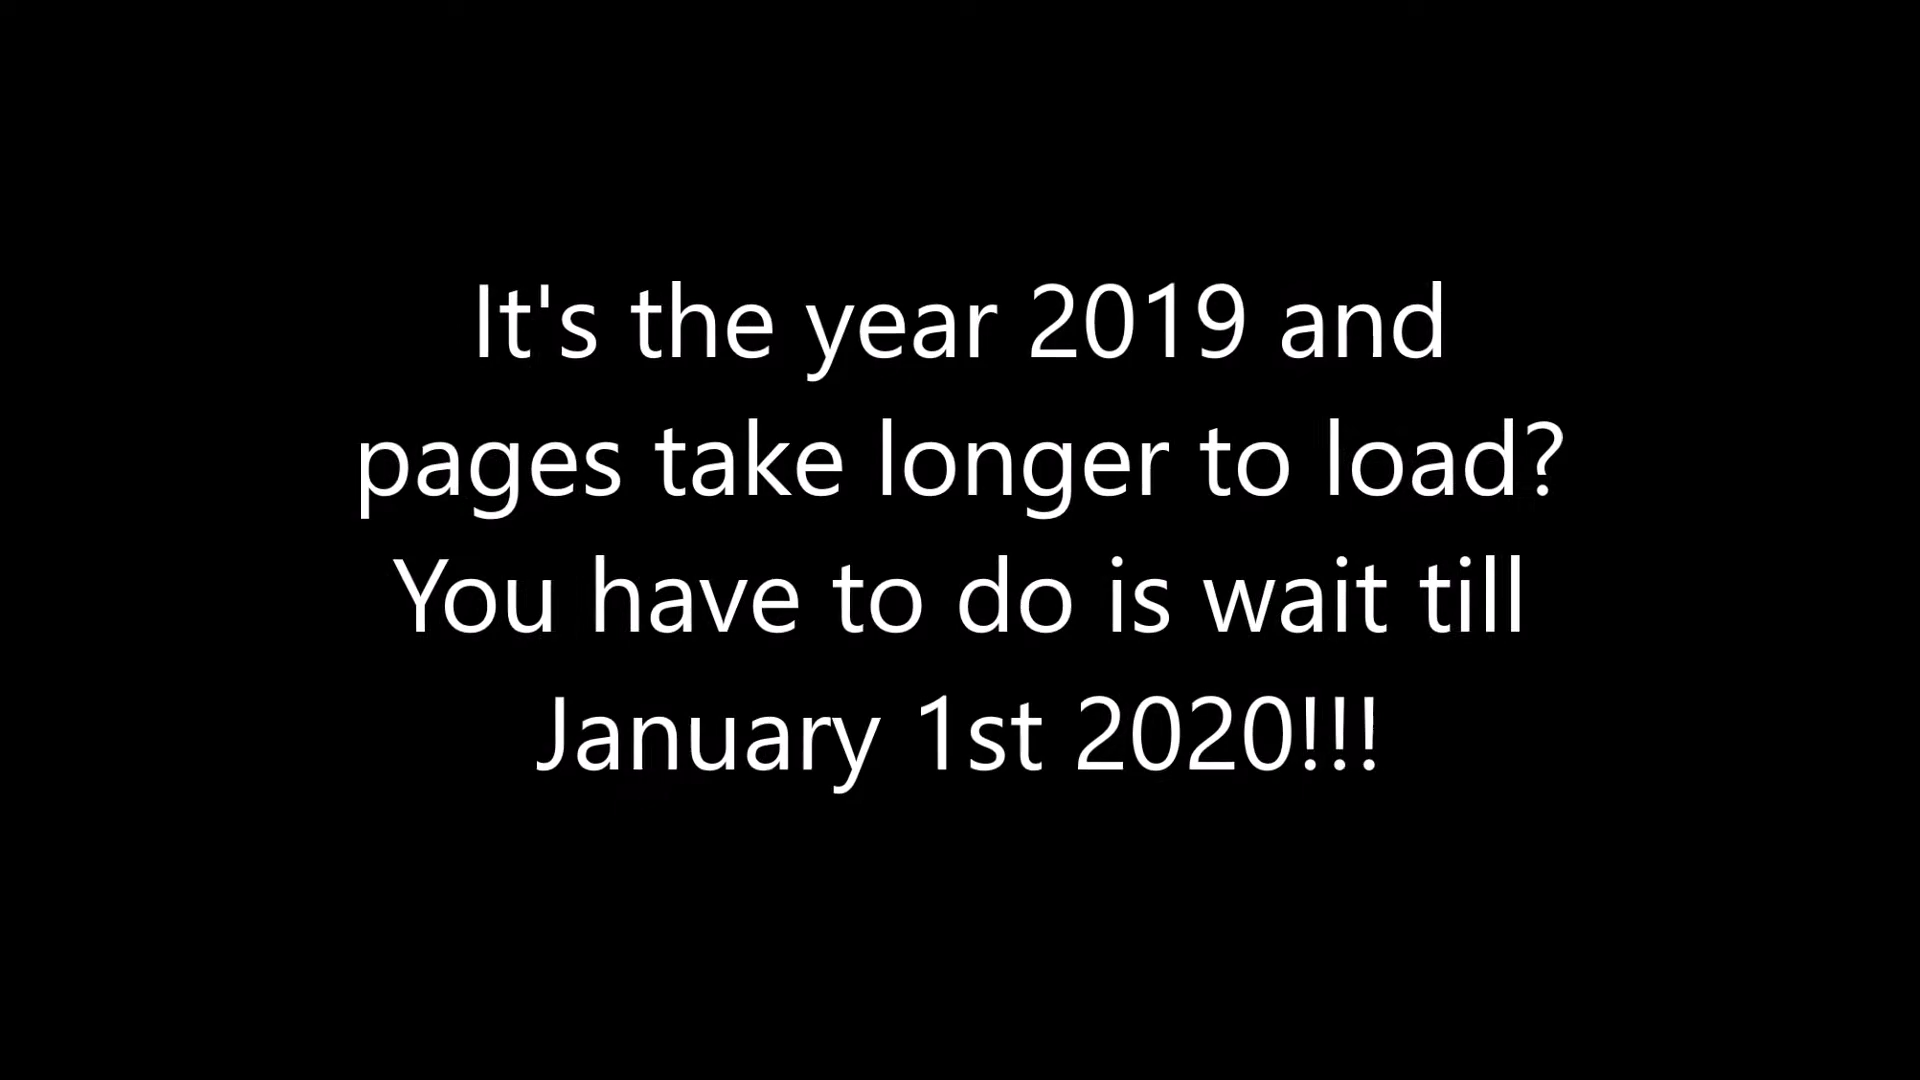 It's the year 2019 and
pages take longer to load?
You have to do is wait till
January 1st 2020!!!